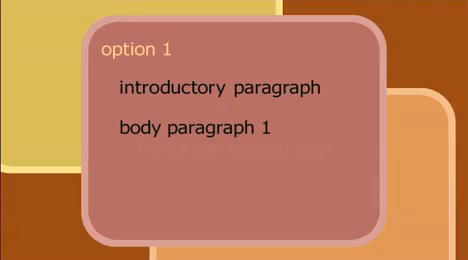 option 1
introductory paragraph
body paragraph 1